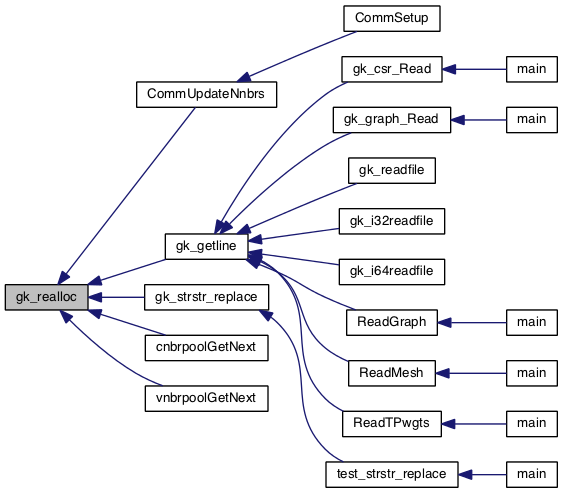 CommSetup
gk_csr_Read
main
CommUpdateNnbrs
gk_graph_Read
main
gk_readfile
gk_i32readfile
gk_getline
gk_i64readfile
gk_realloc
gk_strstr_replace
ReadGraph
main
cnbrpoolGetNext
ReadMesh
main
vnbrpoolGetNext
ReadTPwgts
main
test_strstr_replace
main